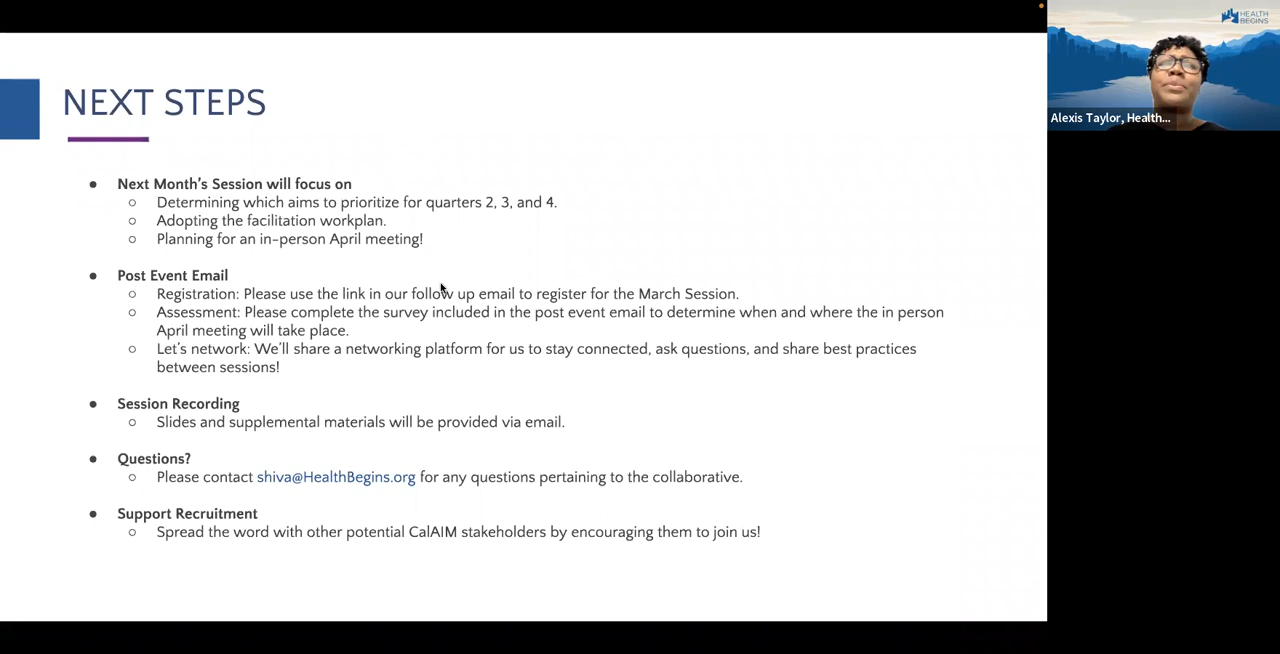 HEALTH
BEGINS
Alexis Taylor, Health...
NEXT STEPS
● Next Month's Session will focus on
○ Determining which aims to prioritize for quarters 2, 3, and 4.
○ Adopting the facilitation workplan.
○ Planning for an in-person April meeting!
● Post Event Email
○ Registration: Please use the link in our follow up email to register for the March Session.
○ Assessment: Please complete the survey included in the post event email to determine when and where the in person
April meeting will take place.
○ Let's network: We'll share a networking platform for us to stay connected, ask questions, and share best practices
between sessions!
● Session Recording
○ Slides and supplemental materials will be provided via email.
● Questions?
○ Please contact shiva@HealthBegins.org for any questions pertaining to the collaborative.
● Support Recruitment
○ Spread the word with other potential CalAIM stakeholders by encouraging them to join us!